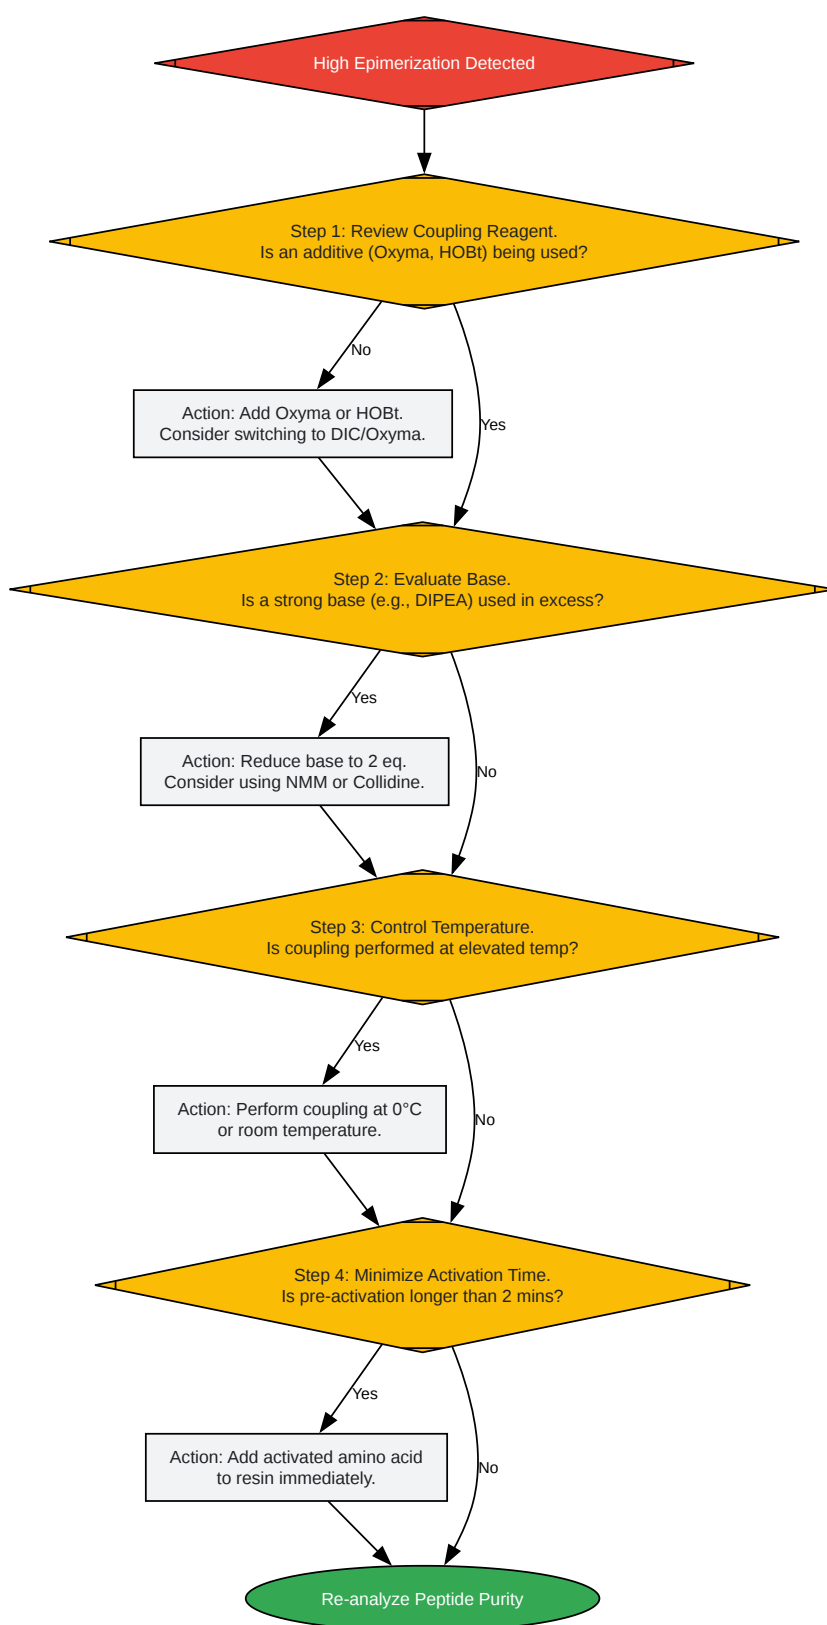 High Epimerization Detected
Step 1: Review Coupling Reagent.
Is an additive (Oxyma, HOBt) being used?
No
Action: Add Oxyma or HOBt.
Consider switching to DIC/Oxyma.
Yes
Step 2: Evaluate Base.
Is a strong base (e.g., DIPEA) used in excess?
Yes
Action: Reduce base to 2 eq.
Consider using NMM or Collidine.
No
Step 3: Control Temperature.
Is coupling performed at elevated temp?
Yes
Action: Perform coupling at 0°C
or room temperature.
No
Step 4: Minimize Activation Time.
Is pre-activation longer than 2 mins?
Yes
Action: Add activated amino acid
to resin immediately.
No
Re-analyze Peptide Purity